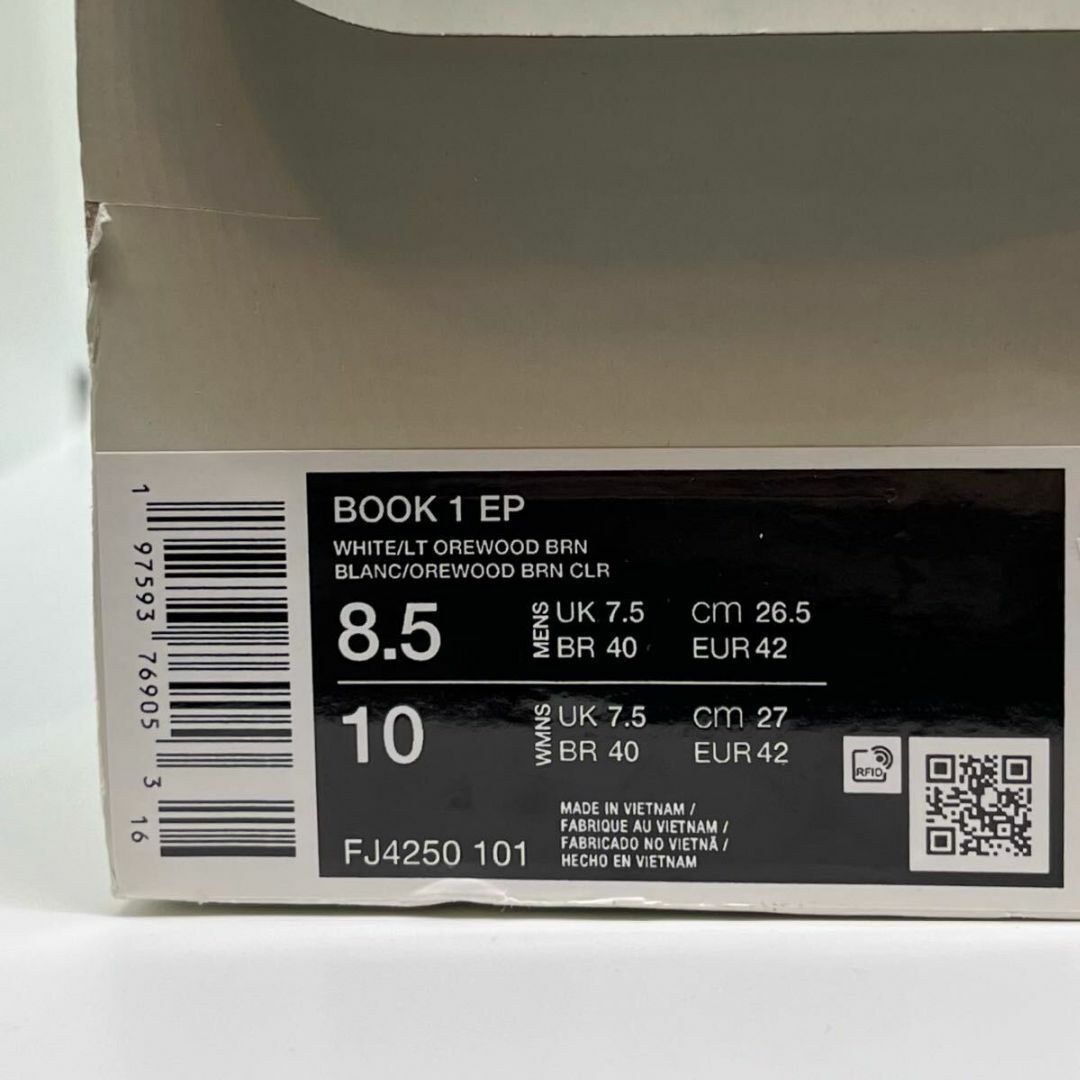 BOOK 1 EP
WHITE/LT OREWOOD BRN
BLANC/OREWOOD BRN CLR
8.5 MENS UK 7.5 cm 26.5
BR 40 EUR 42
10 WMNS UK 7.5 cm 27
BR 40 EUR 42
RFID
MADE IN VIETNAM /
FABRIQUE AU VIETNAM /
FABRICADO NO VIETNÃ /
HECHO EN VIETNAM
FJ4250 101
1 97593 76905 3 16